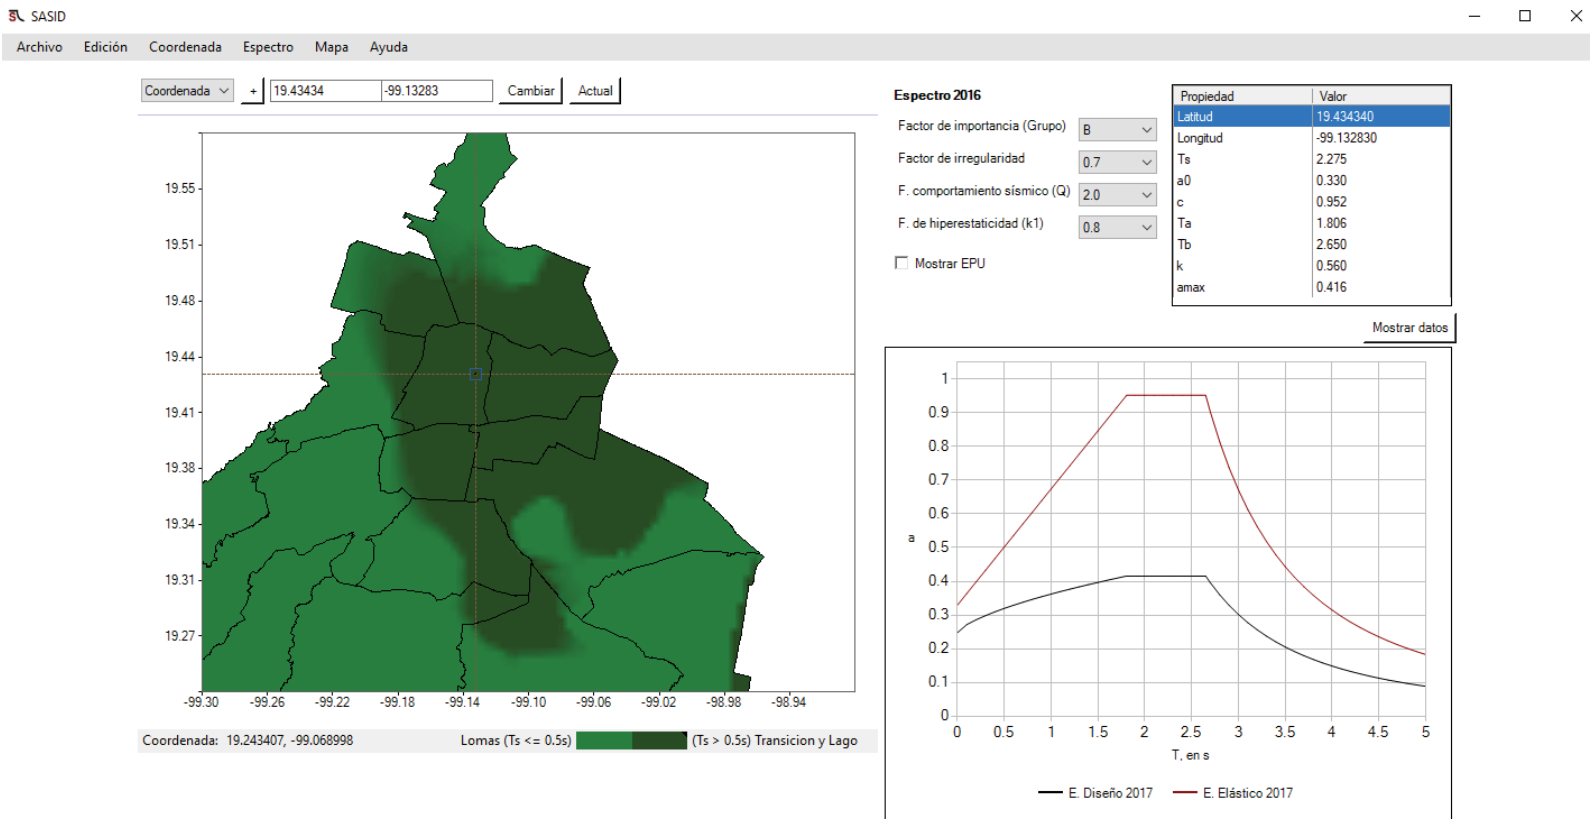 SASID
Archivo Edición Coordenada Espectro Mapa Ayuda
Coordenada + 19.43434 -99.13283 Cambiar Actual
19.55
19.51
19.48
19.44
19.41
19.38
19.34
19.31
19.27
-99.30 -99.26 -99.22 -99.18 -99.14 -99.10 -99.06 -99.02 -98.98 -98.94
Coordenada: 19.243407, -99.068998 Lomas (Ts <= 0.5s) (Ts > 0.5s) Transicion y Lago
Espectro 2016
Factor de importancia (Grupo) B
Factor de irregularidad 0.7
F. comportamiento sísmico (Q) 2.0
F. de hiperestaticidad (k1) 0.8
Mostrar EPU
Propiedad Valor
Latitud 19.434340
Longitud -99.132830
Ts 2.275
a0 0.330
c 0.952
Ta 1.806
Tb 2.650
k 0.560
amax 0.416
Mostrar datos
1
0.9
0.8
0.7
0.6
a 0.5
0.4
0.3
0.2
0.1
0
0 0.5 1 1.5 2 2.5 3 3.5 4 4.5 5
T, en s
E. Diseño 2017 E. Elástico 2017